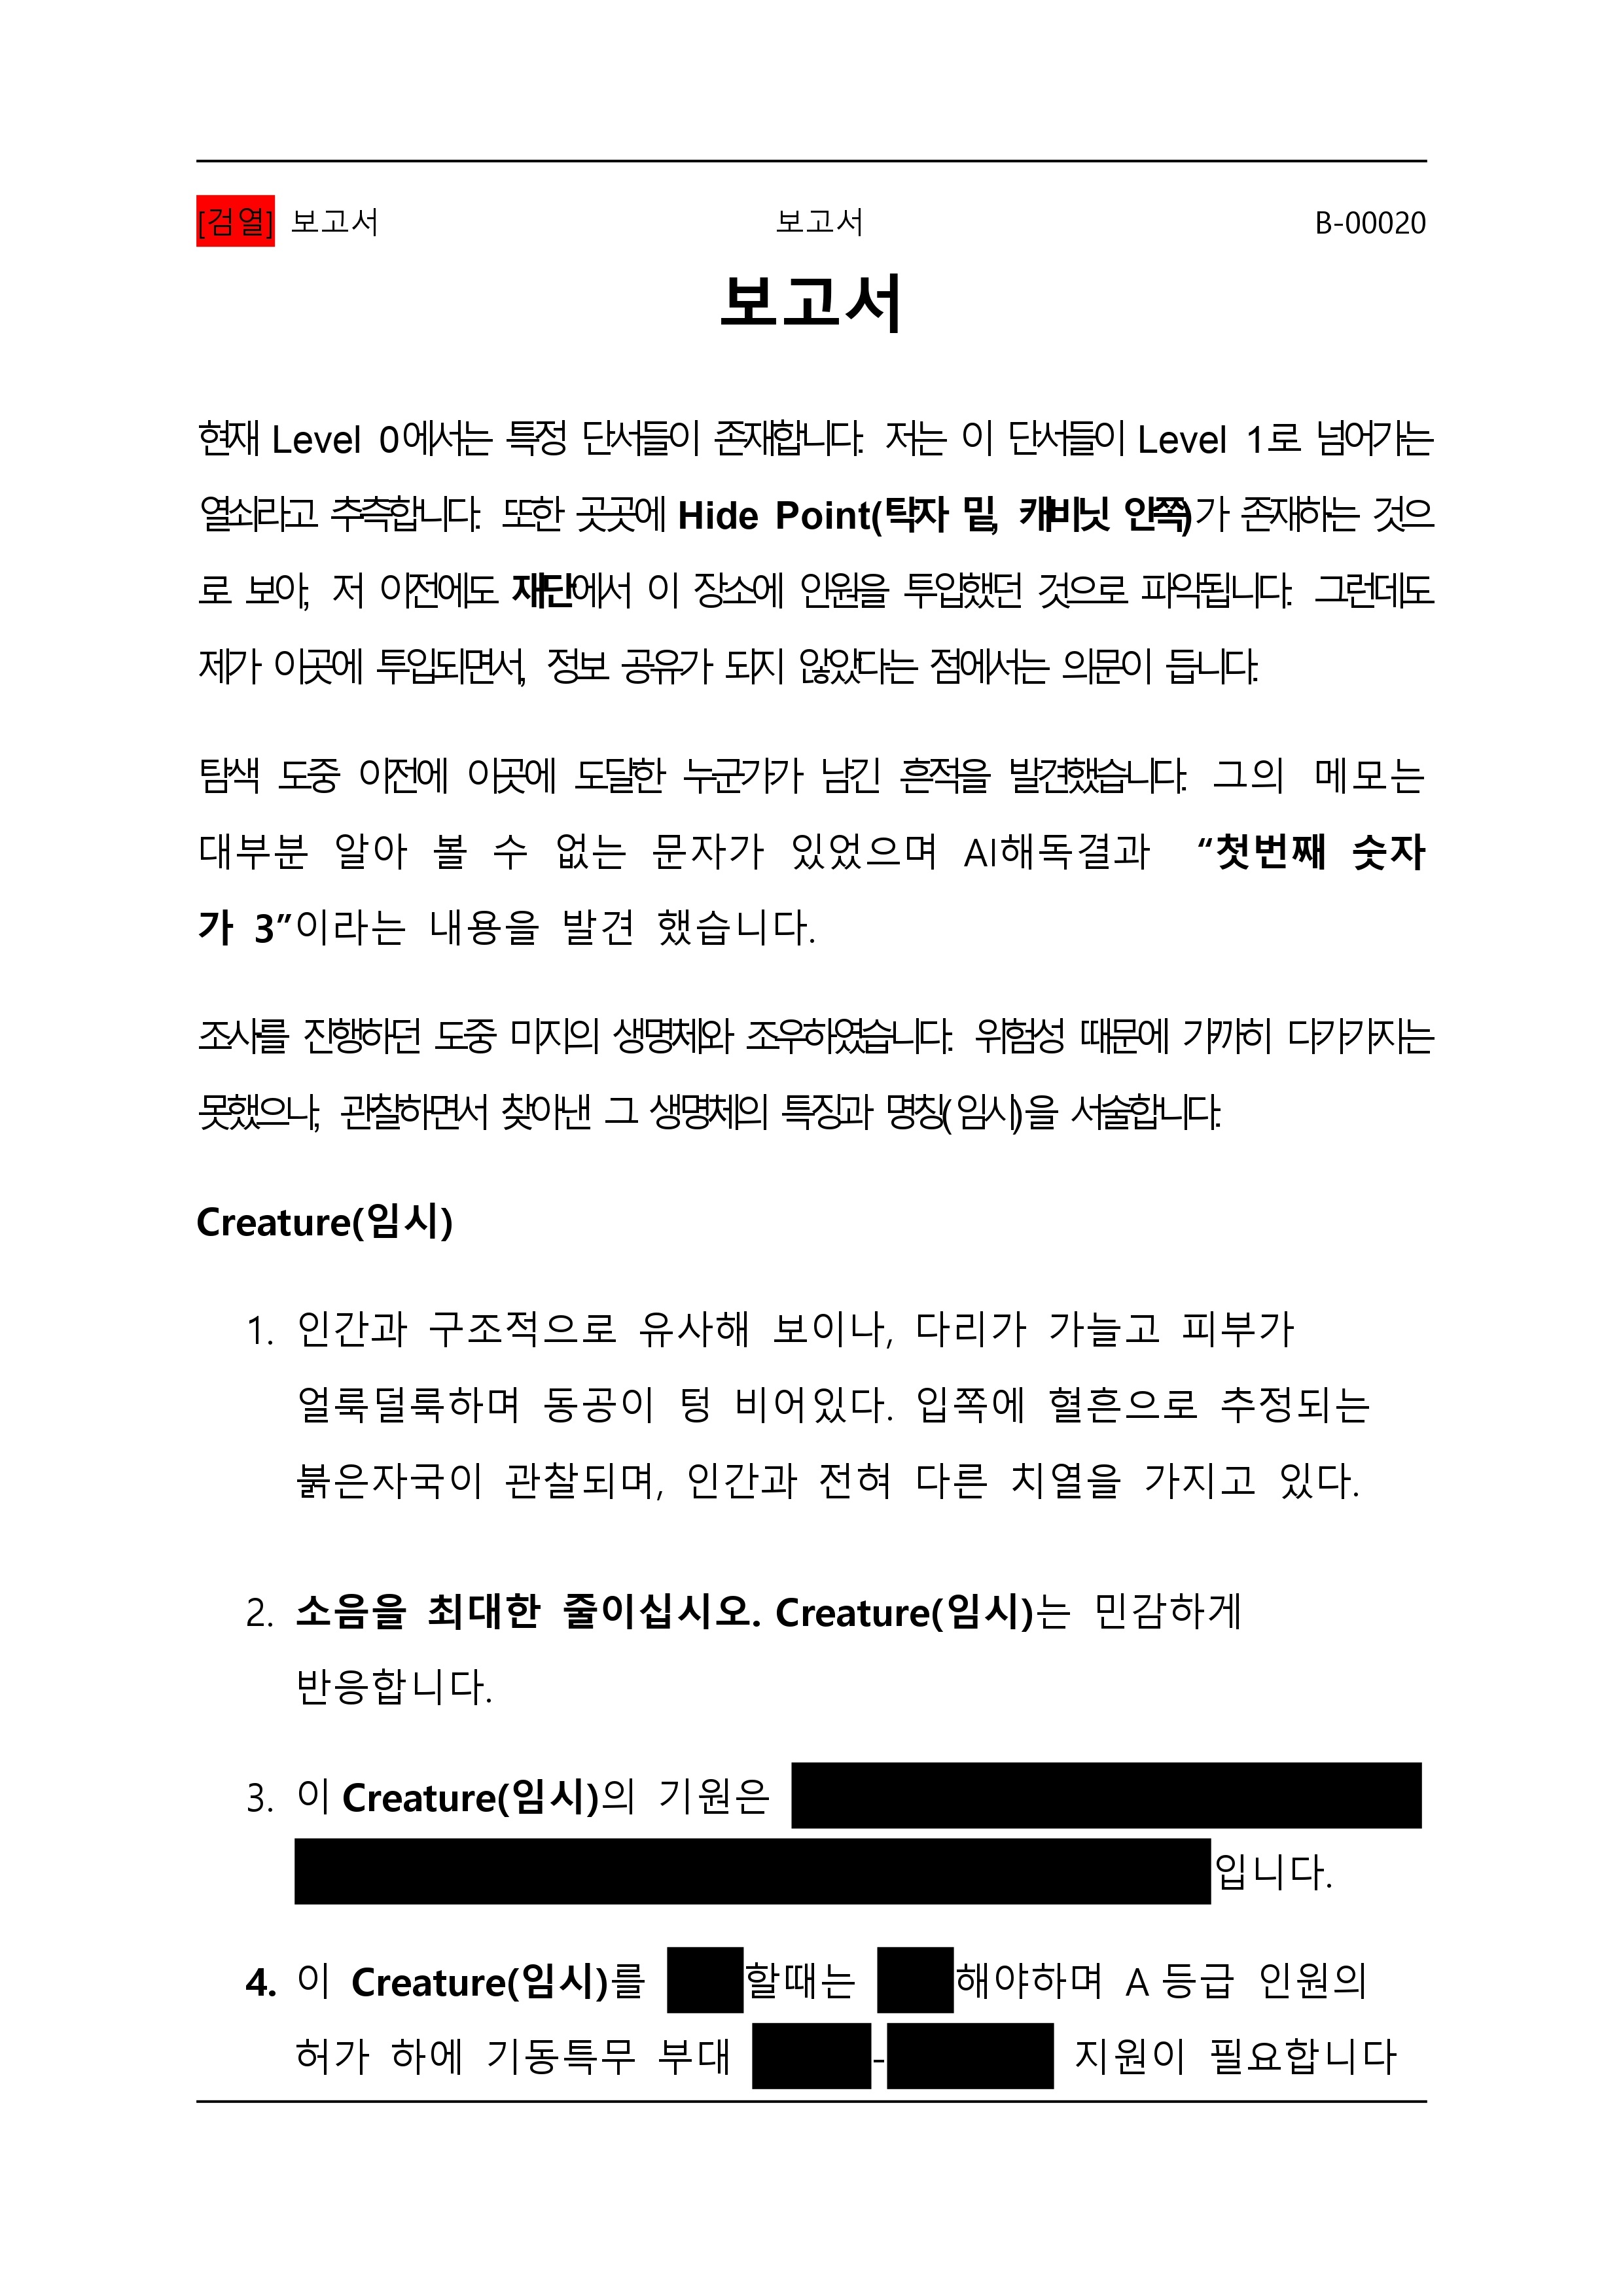 [검열] 보고서 보고서 B-00020
보고서
현재 Level 0에서는 특정 단서들이 존재합니다. 저는 이 단서들이 Level 1로 넘어가는
열쇠라고 추측합니다. 또한 곳곳에 Hide Point(탁자 밑, 캐비닛 안쪽)가 존재하는 것으
로 보아, 저 이전에도 재단에서 이 장소에 인원을 투입했던 것으로 파악됩니다. 그런데도
제가 이곳에 투입되면서, 정보 공유가 되지 않았다는 점에서는 의문이 듭니다.
탐색 도중 이전에 이곳에 도달한 누군가가 남긴 흔적을 발견했습니다. 그의 메모는
대부분 알아 볼 수 없는 문자가 있었으며 AI해독결과 “첫번째 숫자
가 3”이라는 내용을 발견 했습니다.
조사를 진행하던 도중 미지의 생명체와 조우하였습니다. 위험성 때문에 가까히 다가가지는
못했으나, 관찰하면서 찾아낸 그 생명체의 특징과 명칭(임시)을 서술합니다.
Creature(임시)
1. 인간과 구조적으로 유사해 보이나, 다리가 가늘고 피부가
얼룩덜룩하며 동공이 텅 비어있다. 입쪽에 혈흔으로 추정되는
붉은자국이 관찰되며, 인간과 전혀 다른 치열을 가지고 있다.
2. 소음을 최대한 줄이십시오. Creature(임시)는 민감하게
반응합니다.
3. 이 Creature(임시)의 기원은
입니다.
4. 이 Creature(임시)를 할때는 해야하며 A등급 인원의
허가 하에 기동특무 부대 - 지원이 필요합니다